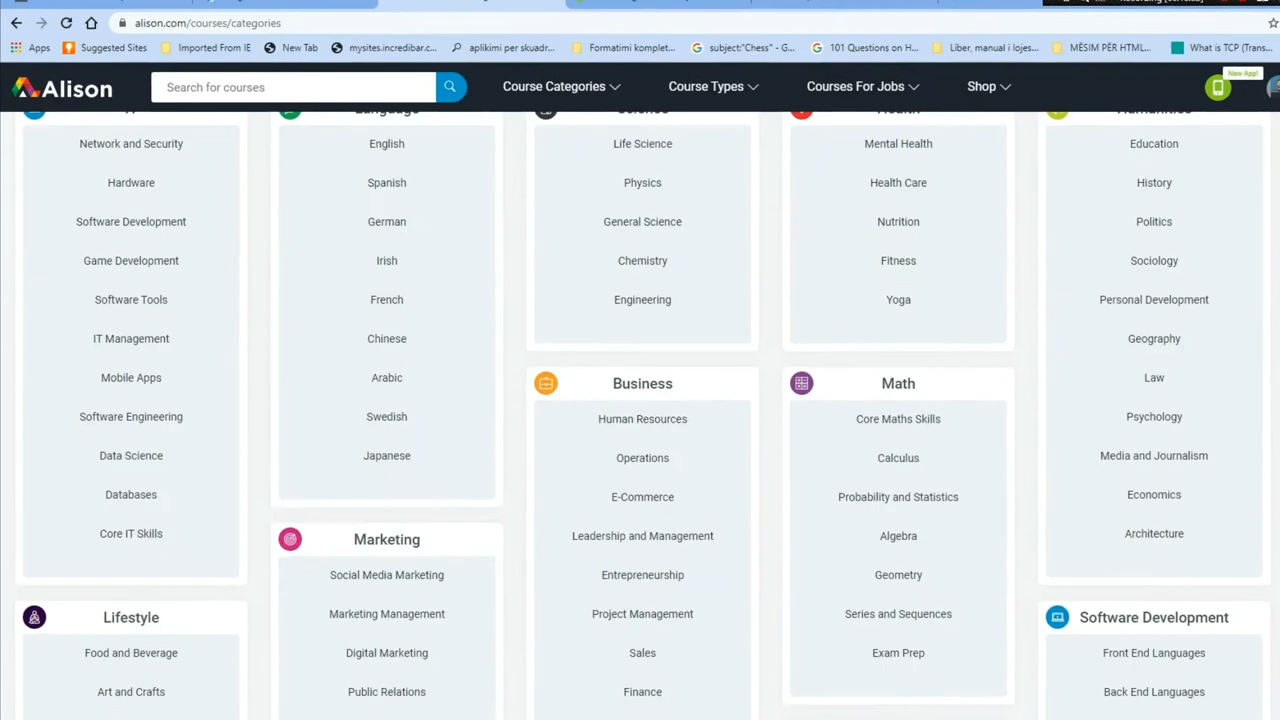 alison.com/courses/categories
Apps Suggested Sites Imported From IE New Tab mysites.incredibar.c... aplikimi per skuadr... Formatimi komplet... subject:"Chess" - G... 101 Questions on H... Liber, manual i lojes... MËSIM PËR HTML... What is TCP (Trans...
New App!
Alison Search for courses Course Categories Course Types Courses For Jobs Shop
Language Science Health Humanities
Network and Security
Hardware
Software Development
Game Development
Software Tools
IT Management
Mobile Apps
Software Engineering
Data Science
Databases
Core IT Skills
Lifestyle
Food and Beverage
Art and Crafts
English
Spanish
German
Irish
French
Chinese
Arabic
Swedish
Japanese
Marketing
Social Media Marketing
Marketing Management
Digital Marketing
Public Relations
Life Science
Physics
General Science
Chemistry
Engineering
Business
Human Resources
Operations
E-Commerce
Leadership and Management
Entrepreneurship
Project Management
Sales
Finance
Mental Health
Health Care
Nutrition
Fitness
Yoga
Math
Core Maths Skills
Calculus
Probability and Statistics
Algebra
Geometry
Series and Sequences
Exam Prep
Education
History
Politics
Sociology
Personal Development
Geography
Law
Psychology
Media and Journalism
Economics
Architecture
Software Development
Front End Languages
Back End Languages